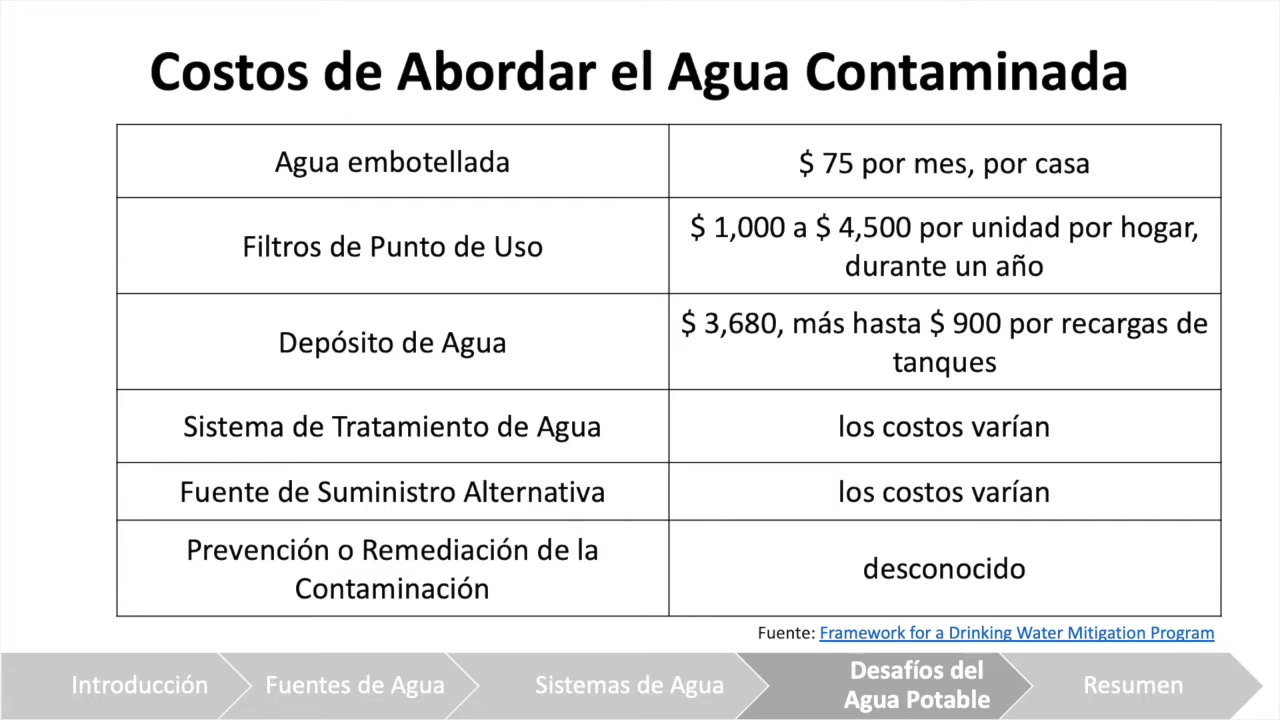 Costos de Abordar el Agua Contaminada
Agua embotellada
$ 75 por mes, por casa
Filtros de Punto de Uso
$ 1,000 a $ 4,500 por unidad por hogar,
durante un año
Depósito de Agua
$ 3,680, más hasta $ 900 por recargas de
tanques
Sistema de Tratamiento de Agua
los costos varían
Fuente de Suministro Alternativa
los costos varían
Prevención o Remediación de la
Contaminación
desconocido
Fuente: Framework for a Drinking Water Mitigation Program
Introducción
Fuentes de Agua
Sistemas de Agua
Desafíos del
Agua Potable
Resumen